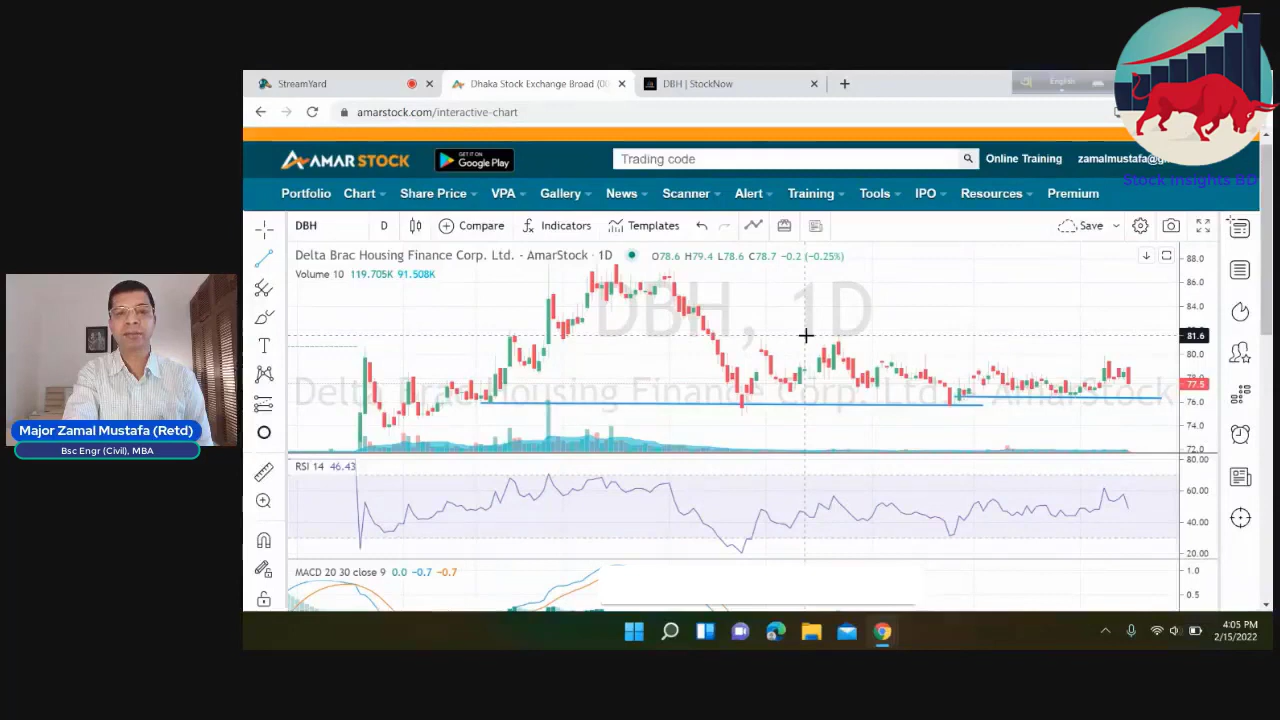 StreamYard
Dhaka Stock Exchange Broad (00
DBH | StockNow
English
amarstock.com/interactive-chart
AMAR STOCK
GET IT ON
Google Play
Trading code
Online Training
zamalmustafa@g
Stock Insights BD
Portfolio
Chart
Share Price
VPA
Gallery
News
Scanner
Alert
Training
Tools
IPO
Resources
Premium
DBH
D
Compare
Indicators
Templates
Save
Delta Brac Housing Finance Corp. Ltd. - AmarStock · 1D
O78.6 H79.4 L78.6 C78.7 −0.2 (−0.25%)
Volume 10 119.705K 91.508K
DBH, 1D
Delta Brac Housing Finance Corp. Ltd. - AmarStock
88.0
86.0
84.0
81.6
80.0
78.0
77.5
76.0
74.0
72.0
RSI 14 46.43
80.00
60.00
40.00
20.00
MACD 20 30 close 9 0.0 −0.7 −0.7
1.0
0.5
Major Zamal Mustafa (Retd)
Bsc Engr (Civil), MBA
4:05 PM
2/15/2022